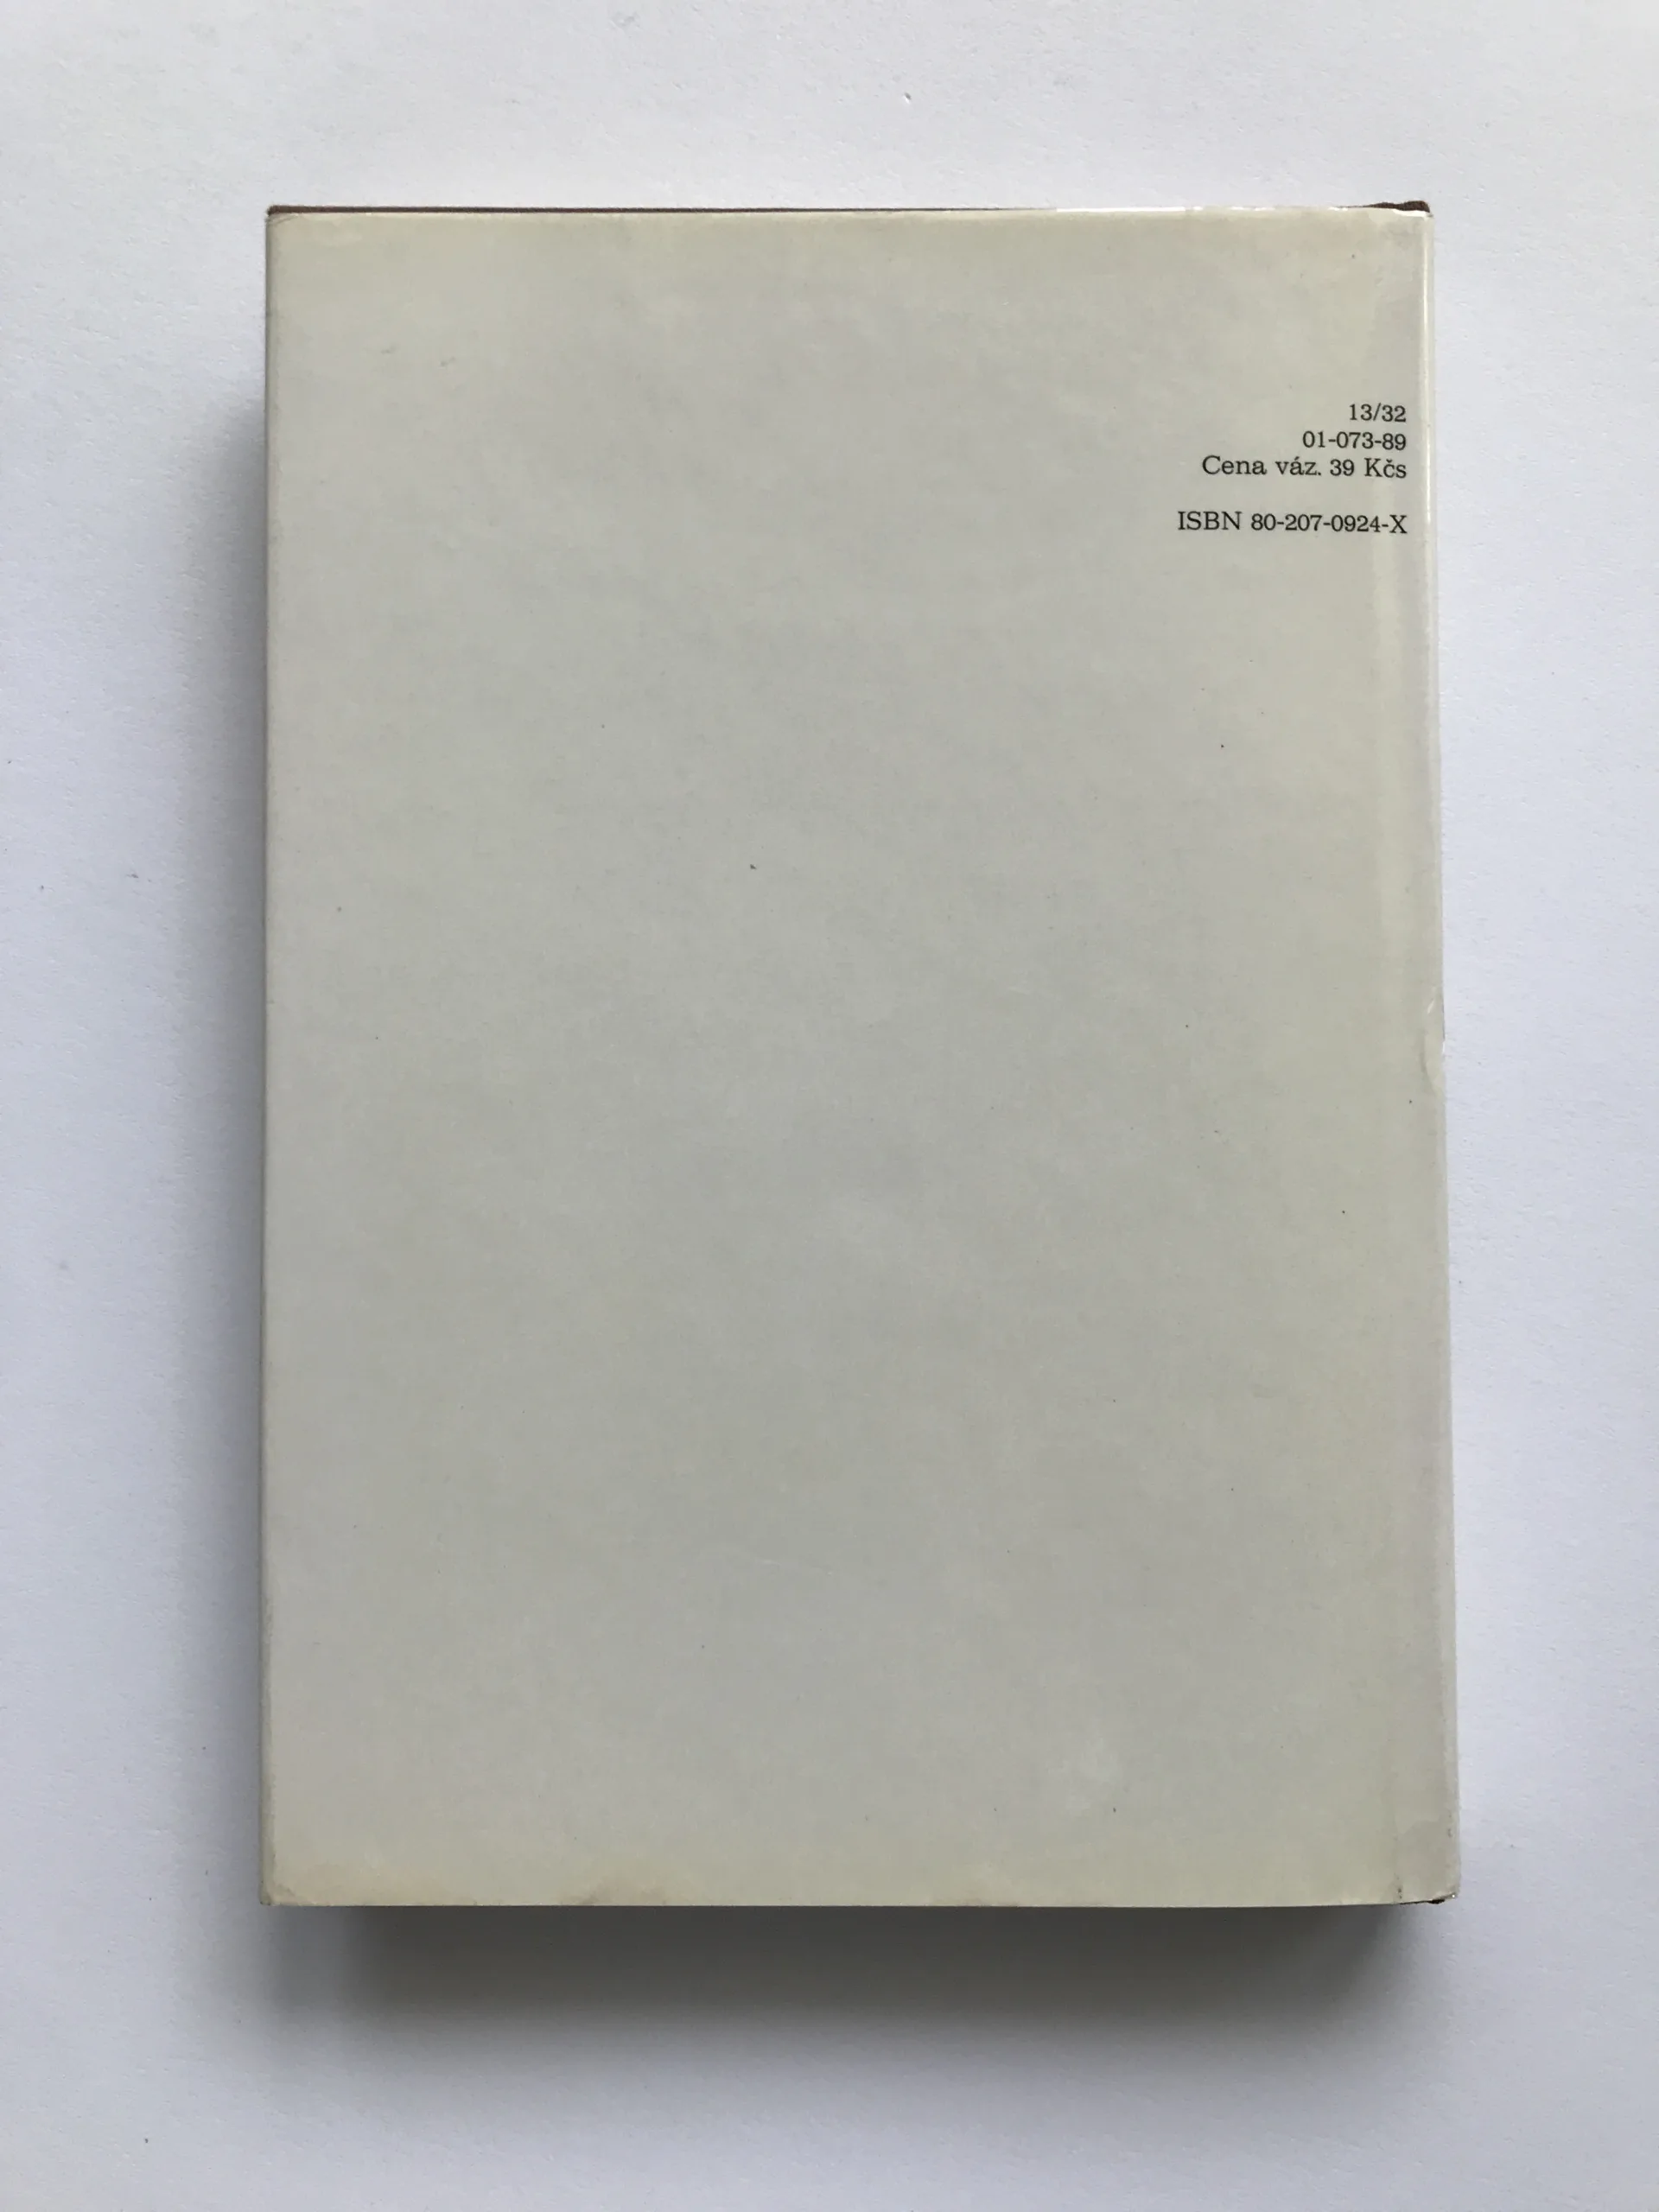 13/32
01-073-89
Cena váz. 39 Kčs
ISBN 80-207-0924-X